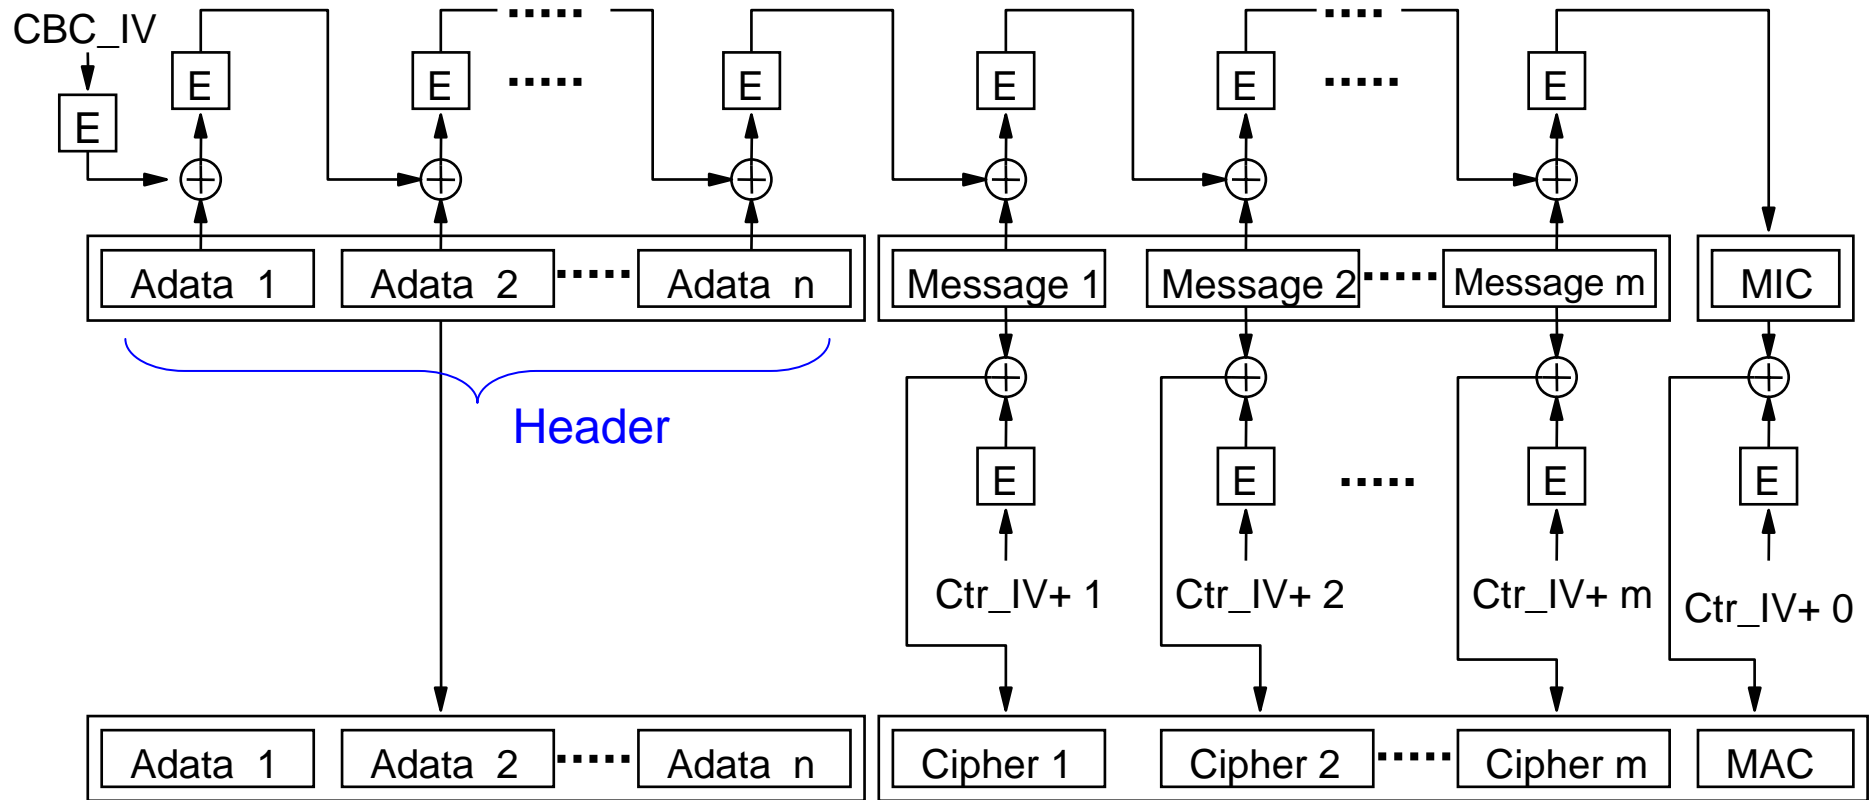 CBC_IV
.....
....
E
E
E
.....
E
E
E
.....
E
Adata 1
Adata 2
.....
Adata n
Message 1
Message 2
.....
Message m
MIC
Header
E
E
.....
E
E
Ctr_IV+ 1
Ctr_IV+ 2
Ctr_IV+ m
Ctr_IV+ 0
Adata 1
Adata 2
.....
Adata n
Cipher 1
Cipher 2
.....
Cipher m
MAC